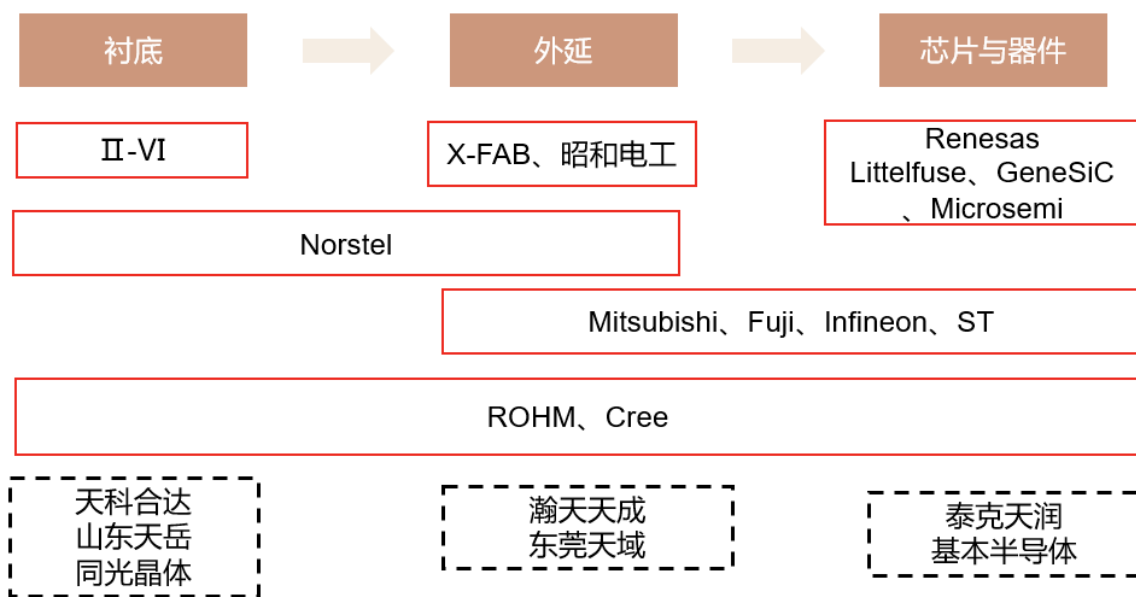 衬底
外延
芯片与器件
Ⅱ-Ⅵ
X-FAB、昭和电工
Renesas
Littelfuse、GeneSiC
、Microsemi
Norstel
Mitsubishi、Fuji、Infineon、ST
ROHM、Cree
天科合达
山东天岳
同光晶体
瀚天天成
东莞天域
泰克天润
基本半导体